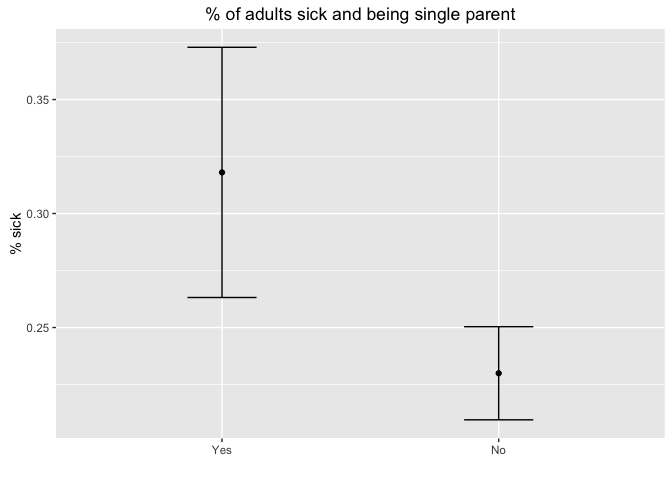 % of adults sick and being single parent
% sick
0.35
0.30
0.25
Yes
No